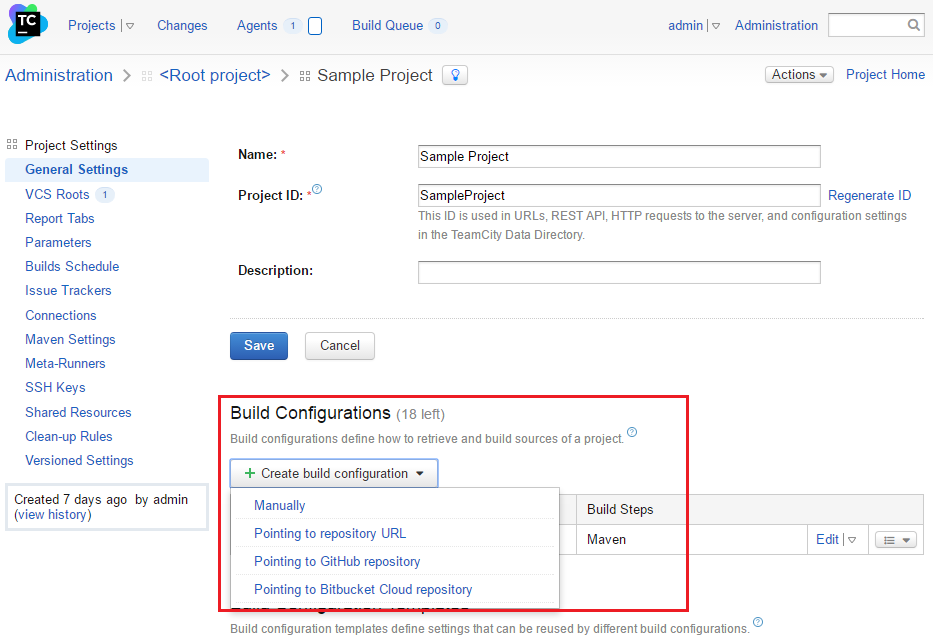 TC
Projects
Changes
Agents 1
Build Queue 0
admin
Administration
Administration > <Root project> > Sample Project
Actions
Project Home
Project Settings
General Settings
VCS Roots 1
Report Tabs
Parameters
Builds Schedule
Issue Trackers
Connections
Maven Settings
Meta-Runners
SSH Keys
Shared Resources
Clean-up Rules
Versioned Settings
Created 7 days ago by admin
(view history)
Name: *
Sample Project
Project ID: * ?
SampleProject
Regenerate ID
This ID is used in URLs, REST API, HTTP requests to the server, and configuration settings
in the TeamCity Data Directory.
Description:
Save
Cancel
Build Configurations (18 left)
Build configurations define how to retrieve and build sources of a project. ?
+ Create build configuration
Manually
Pointing to repository URL
Pointing to GitHub repository
Pointing to Bitbucket Cloud repository
Build Steps
Maven
Edit
Build configuration templates define settings that can be reused by different build configurations. ?